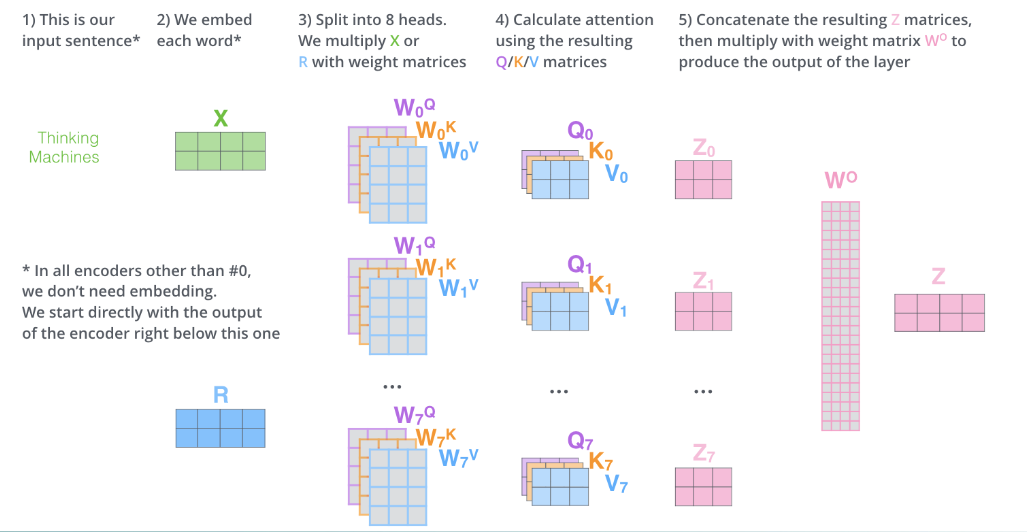 1) This is our
input sentence*
2) We embed
each word*
3) Split into 8 heads.
We multiply X or
R with weight matrices
4) Calculate attention
using the resulting
Q/K/V matrices
5) Concatenate the resulting Z matrices,
then multiply with weight matrix Wᴼ to
produce the output of the layer
Thinking
Machines
X
W₀Q
W₀K
W₀V
Q₀
K₀
V₀
Z₀
Wᴼ
W₁Q
W₁K
W₁V
Q₁
K₁
V₁
Z₁
Z
* In all encoders other than #0,
we don’t need embedding.
We start directly with the output
of the encoder right below this one
...
...
...
R
W₇Q
W₇K
W₇V
Q₇
K₇
V₇
Z₇